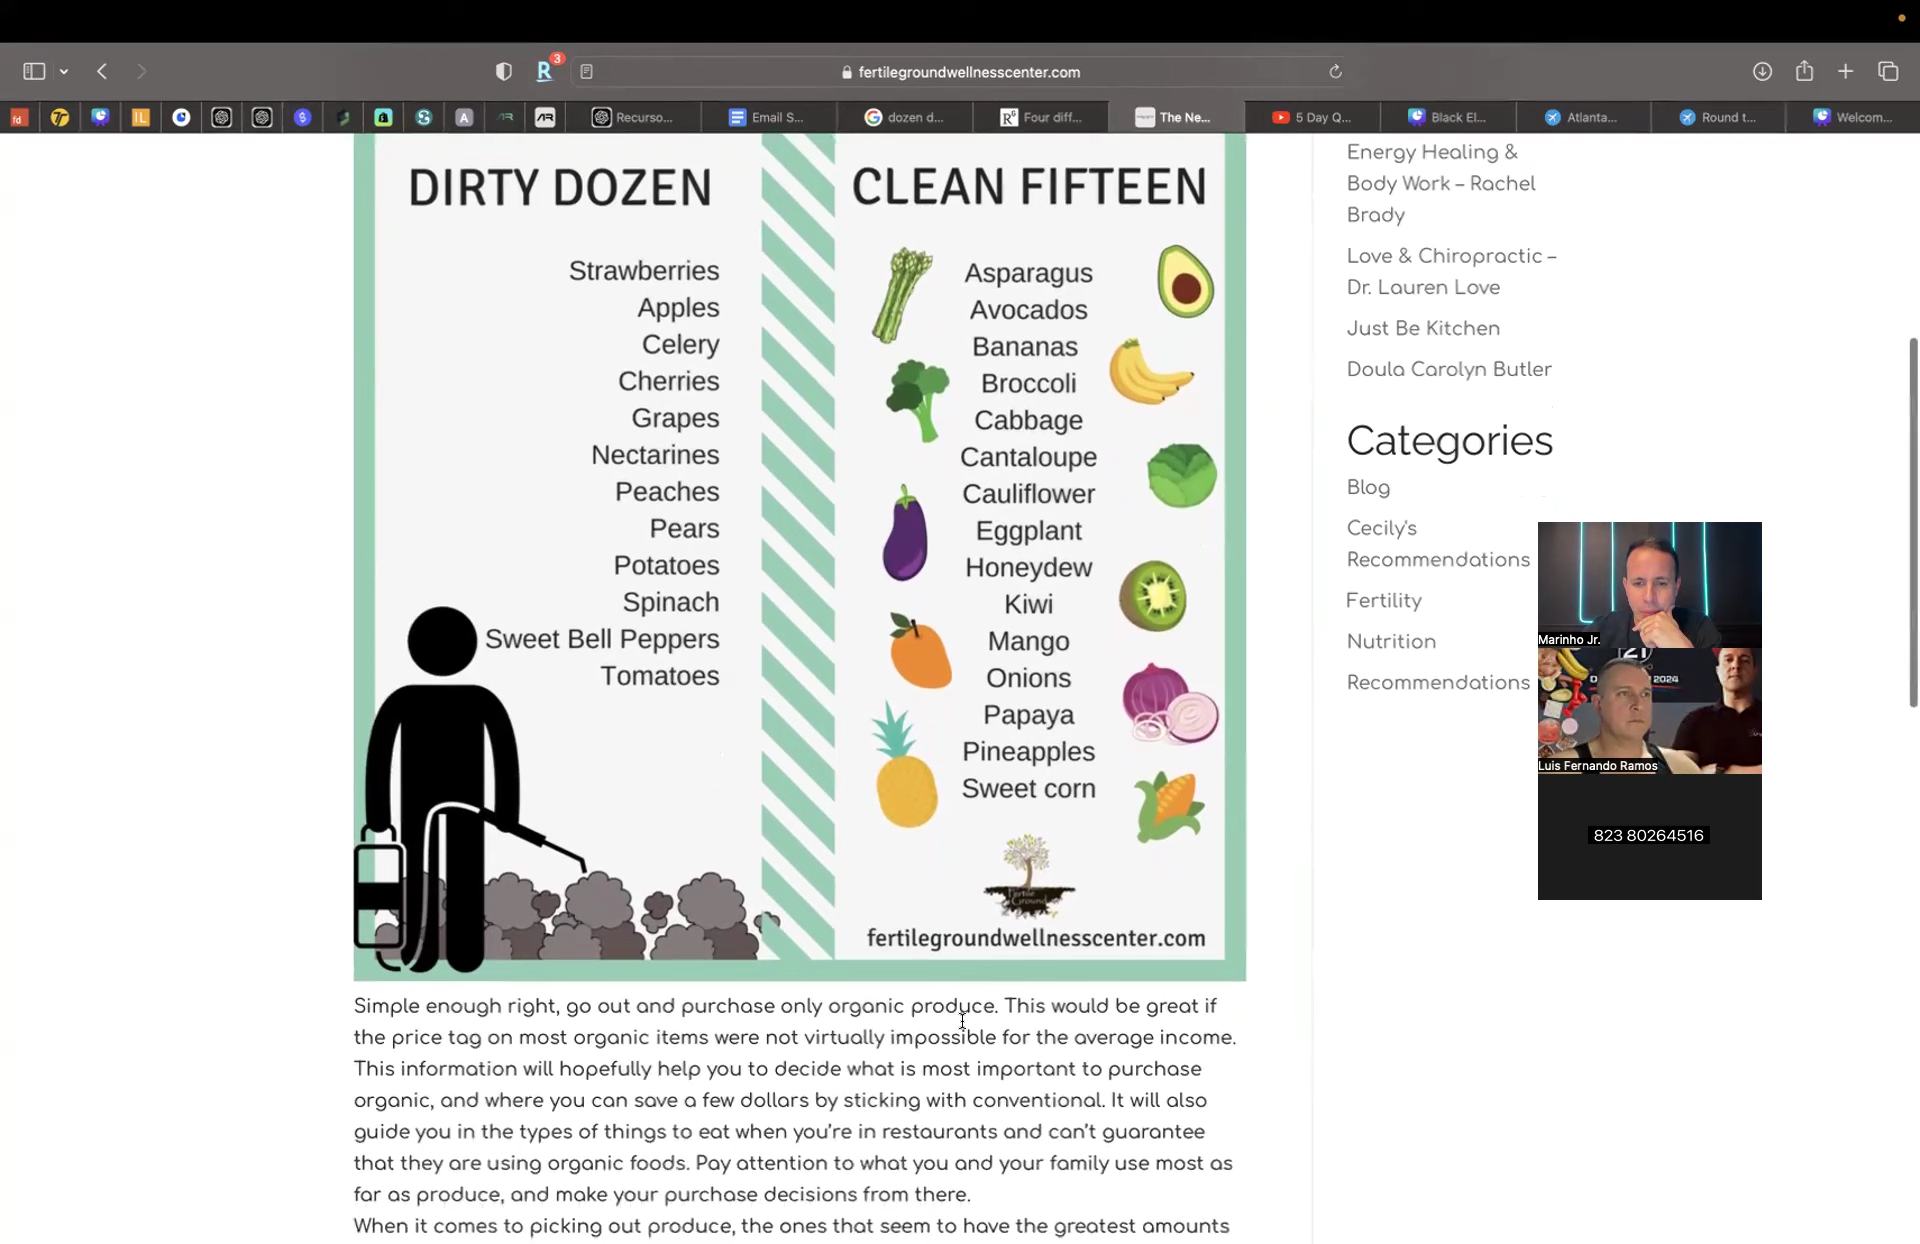 3
fertilegroundwellnesscenter.com
fd
IL
A
AR
AR
Recurso...
Email S...
dozen d...
Four diff...
The Ne...
5 Day Q...
Black El...
Atlanta...
Round t...
Welcom...
DIRTY DOZEN
Strawberries
Apples
Celery
Cherries
Grapes
Nectarines
Peaches
Pears
Potatoes
Spinach
Sweet Bell Peppers
Tomatoes
CLEAN FIFTEEN
Asparagus
Avocados
Bananas
Broccoli
Cabbage
Cantaloupe
Cauliflower
Eggplant
Honeydew
Kiwi
Mango
Onions
Papaya
Pineapples
Sweet corn
Fertile
Ground
fertilegroundwellnesscenter.com
Simple enough right, go out and purchase only organic produce. This would be great if
the price tag on most organic items were not virtually impossible for the average income.
This information will hopefully help you to decide what is most important to purchase
organic, and where you can save a few dollars by sticking with conventional. It will also
guide you in the types of things to eat when you’re in restaurants and can’t guarantee
that they are using organic foods. Pay attention to what you and your family use most as
far as produce, and make your purchase decisions from there.
When it comes to picking out produce, the ones that seem to have the greatest amounts
Energy Healing &
Body Work – Rachel
Brady
Love & Chiropractic –
Dr. Lauren Love
Just Be Kitchen
Doula Carolyn Butler
Categories
Blog
Cecily's
Recommendations
Fertility
Nutrition
Recommendations
Marinho Jr.
21
2024
Luis Fernando Ramos
823 80264516